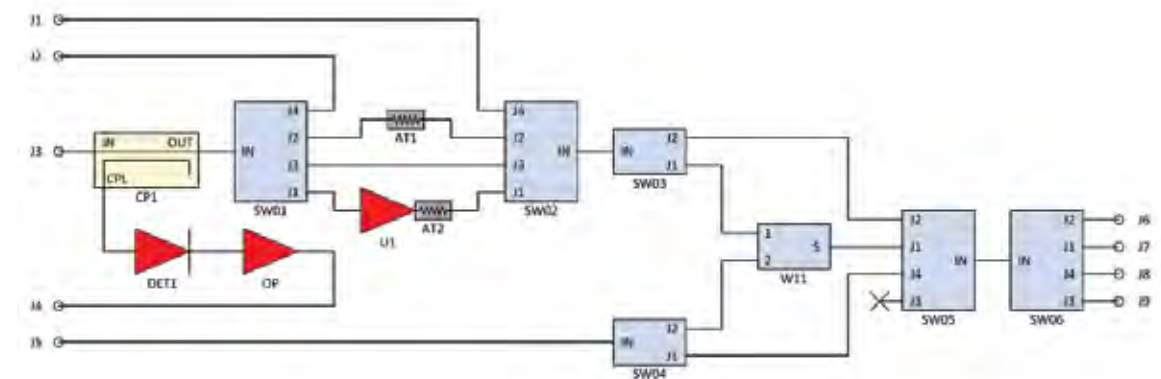 J1
J2
J3
IN OUT
CPL
CP1
IN
J4
J2
J3
J1
SW01
AT1
U1
AT2
J4
J2
J3
J1
IN
SW02
IN
J2
J1
SW03
DET1
OP
J4
J5
1
2
S
W11
IN
J2
J1
SW04
J2
J1
J4
J3
IN
SW05
IN
J2
J1
J4
J3
SW06
J6
J7
J8
J9